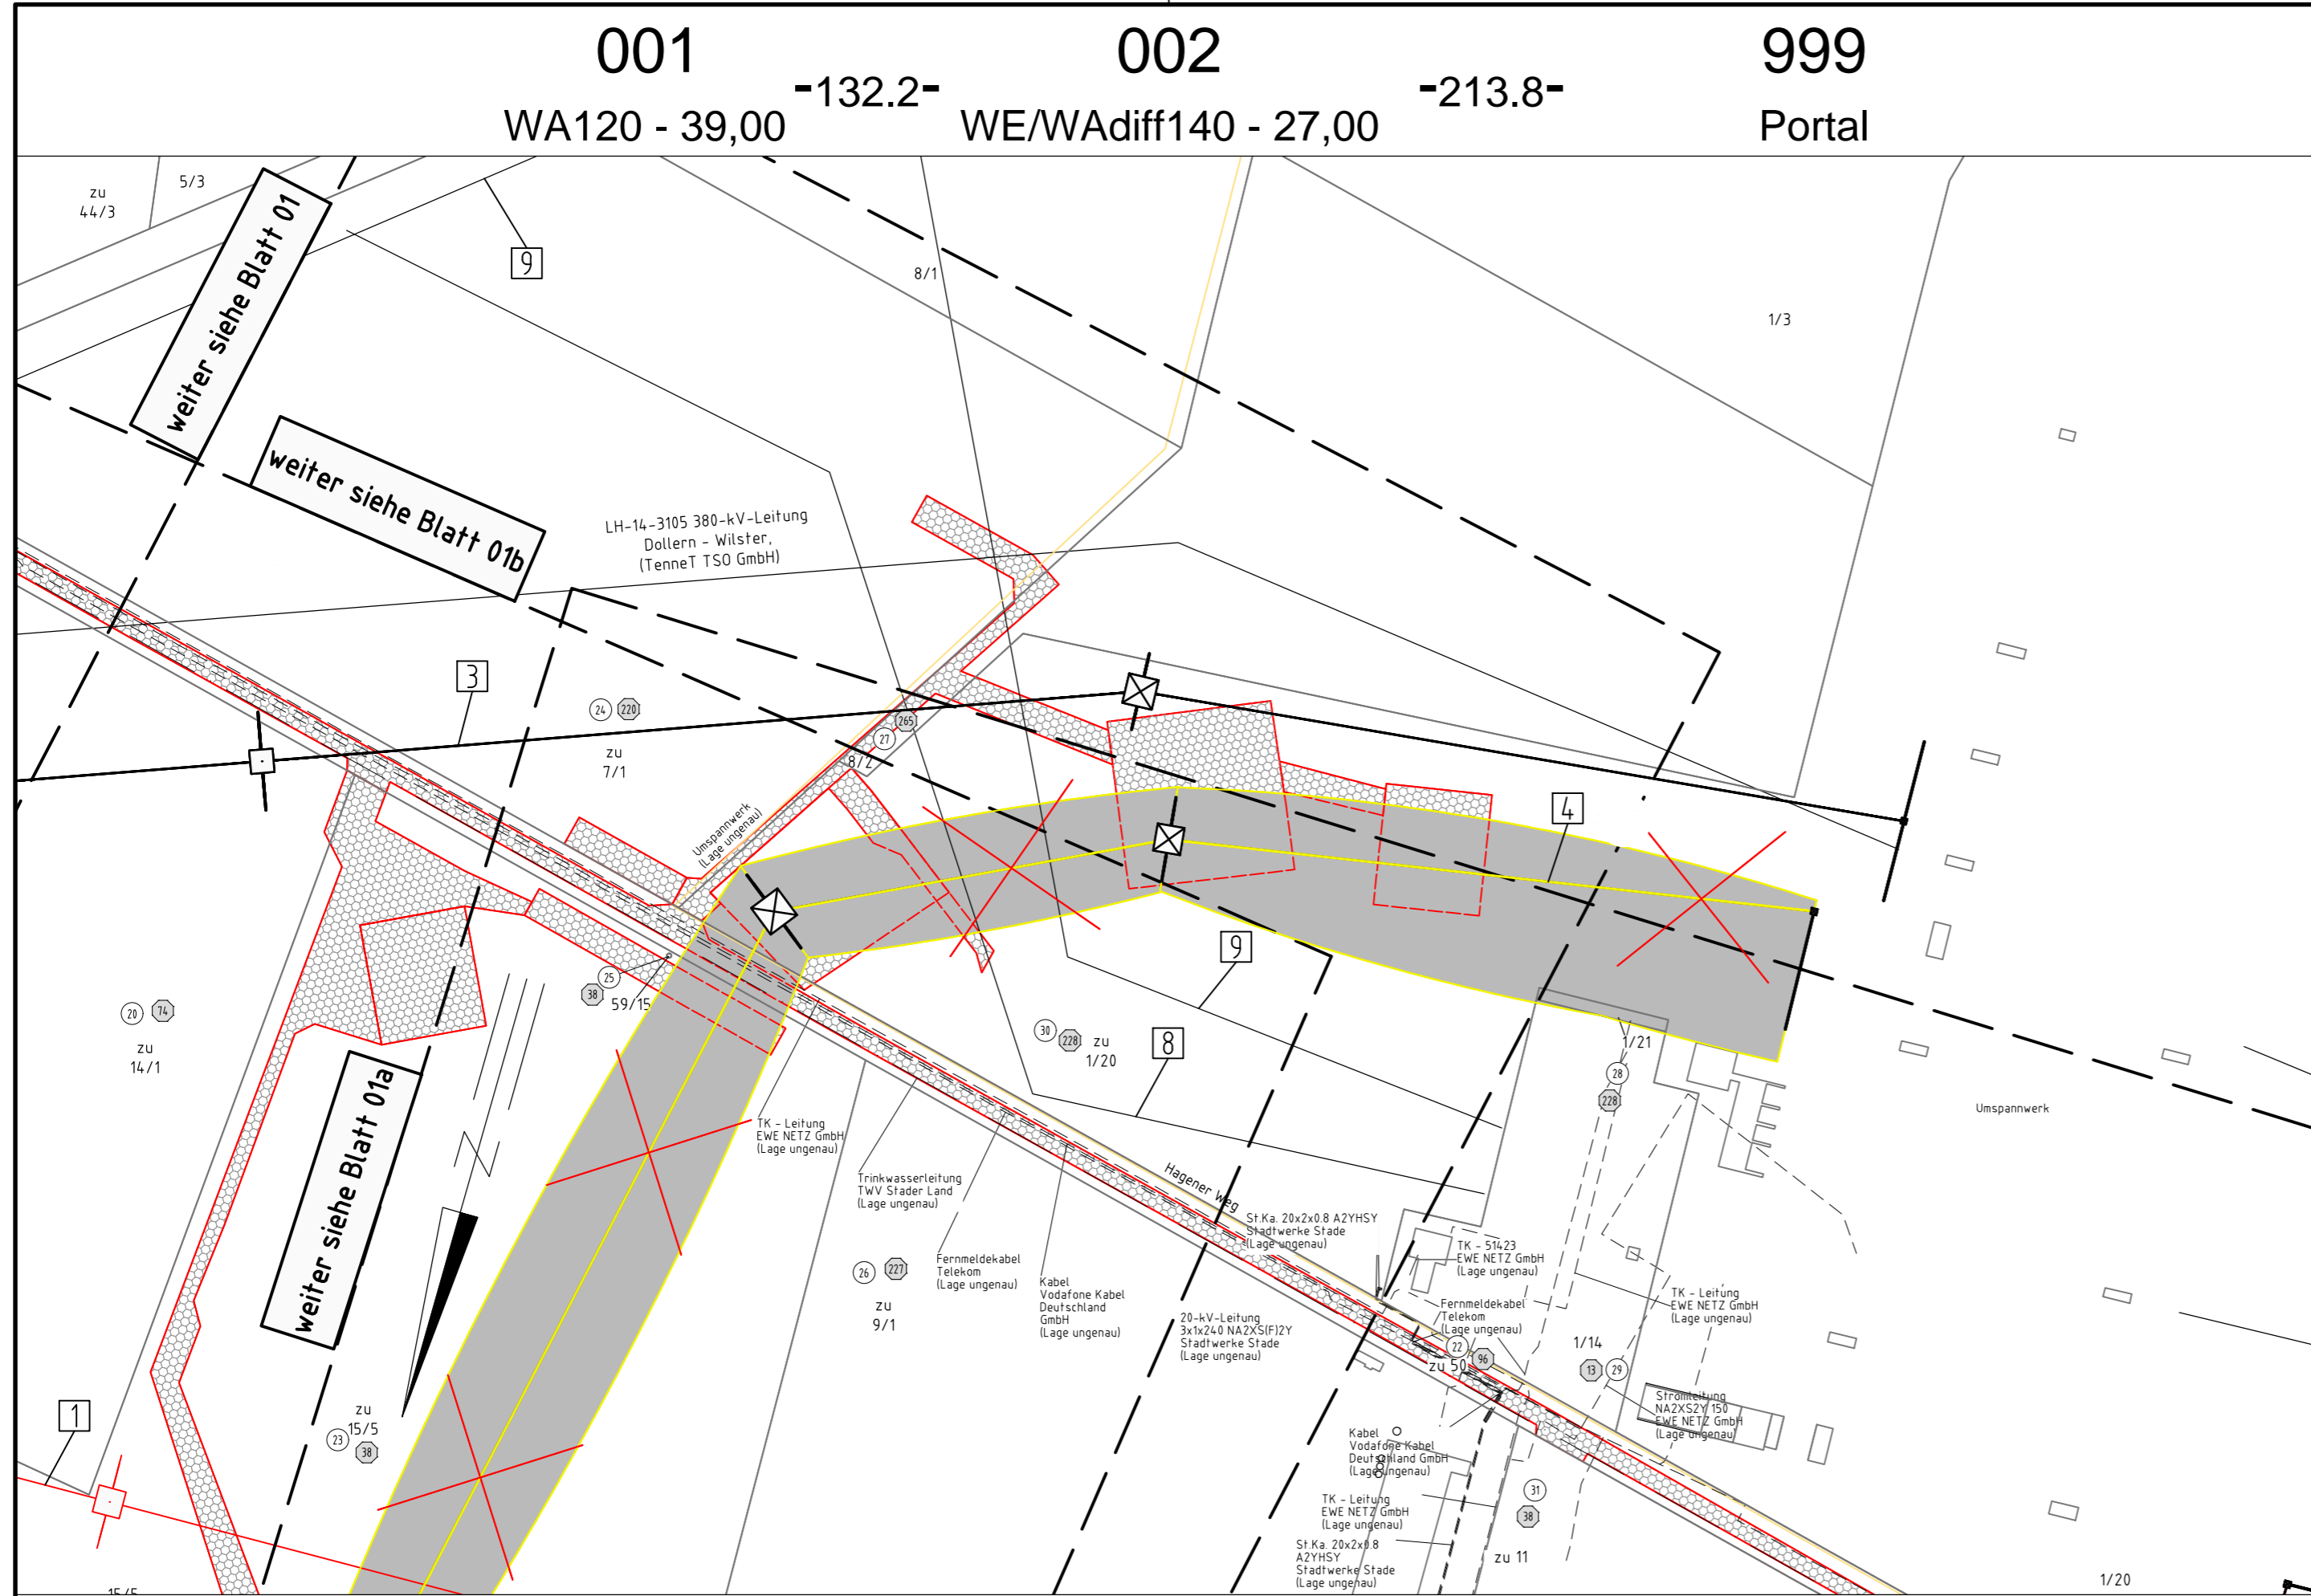 001
002
999
-132.2-
-213.8-
WA120 - 39,00
WE/WAdiff140 - 27,00
Portal
zu
44/3
5/3
weiter siehe Blatt 01
9
8/1
1/3
weiter siehe Blatt 01b
LH-14-3105 380-kV-Leitung
Dollern - Wilster,
(TenneT TSO GmbH)
3
24
220
zu
7/1
265
27
8/2
Umspannwerk
(Lage ungenau)
4
9
25
38
59/15
20
74
zu
14/1
30
228
zu
1/20
8
1/21
28
228
Umspannwerk
weiter siehe Blatt 01a
TK - Leitung
EWE NETZ GmbH
(Lage ungenau)
Trinkwasserleitung
TWV Stader Land
(Lage ungenau)
Hagener Weg
St.Ka. 20x2x0.8 A2YHSY
Stadtwerke Stade
(Lage ungenau)
TK - 51423
EWE NETZ GmbH
(Lage ungenau)
Fernmeldekabel
Telekom
(Lage ungenau)
26
227
zu
9/1
Kabel
Vodafone Kabel
Deutschland
GmbH
(Lage ungenau)
20-kV-Leitung
3x1x240 NA2XS(F)2Y
Stadtwerke Stade
(Lage ungenau)
Fernmeldekabel
Telekom
(Lage ungenau)
TK - Leitung
EWE NETZ GmbH
(Lage ungenau)
22
96
zu 50
1/14
13
29
Stromleitung
NA2XS2Y 150
EWE NETZ GmbH
(Lage ungenau)
1
zu
15/5
23
38
Kabel
Vodafone Kabel
Deutschland GmbH
(Lage ungenau)
TK - Leitung
EWE NETZ GmbH
(Lage ungenau)
31
38
St.Ka. 20x2x0.8
A2YHSY
Stadtwerke Stade
(Lage ungenau)
zu 11
1/20
15/5